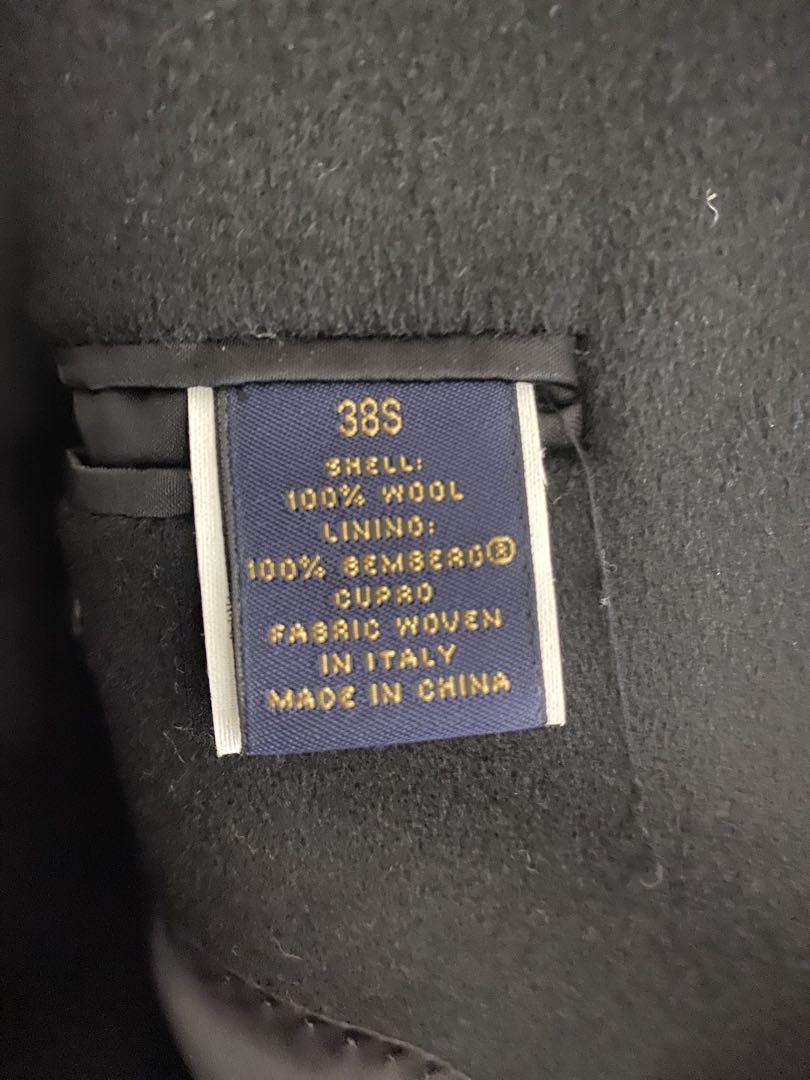 38S
SHELL:
100% WOOL
LINING:
100% BEMBERG®
CUPRO
FABRIC WOVEN
IN ITALY
MADE IN CHINA